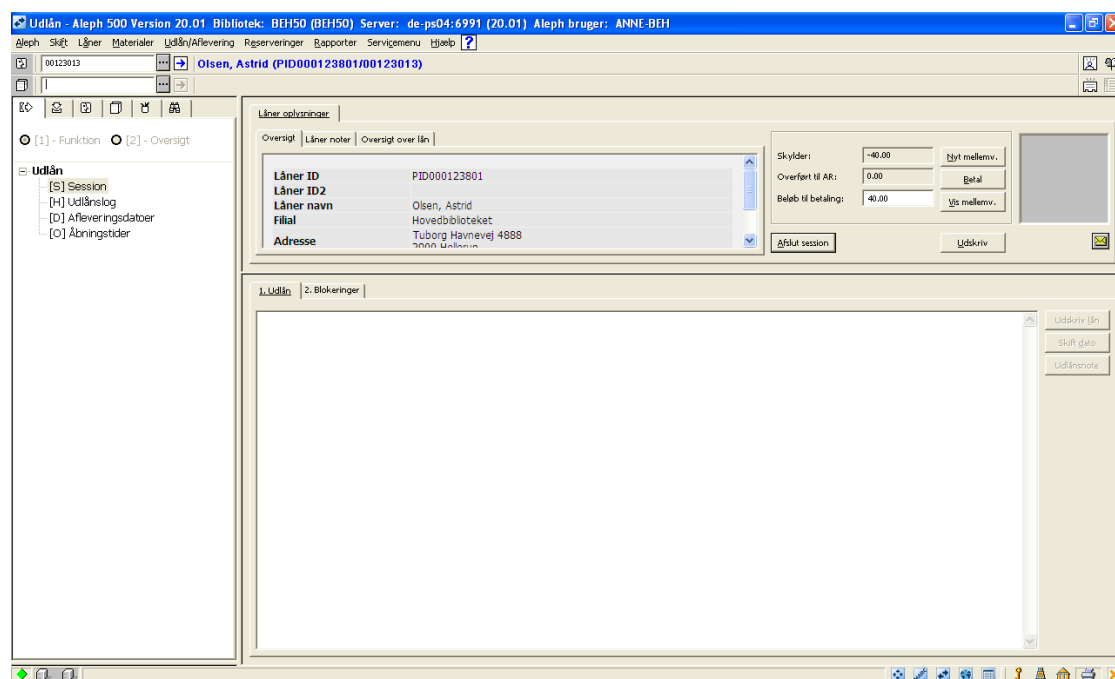 Udlån - Aleph 500 Version 20.01 Bibliotek: BEH50 (BEH50) Server: de-ps04:6991 (20.01) Aleph bruger: ANNE-BEH
Aleph Skift Låner Materialer Udlån/Aflevering Reserveringer Rapporter Servicemenu Hjælp ?
00123013 ... Olsen, Astrid (PID000123801/00123013)
...
[1] - Funktion [2] - Oversigt
Udlån
[S] Session
[H] Udlånslog
[D] Afleveringsdatoer
[O] Åbningstider
Låner oplysninger
Oversigt Låner noter Oversigt over lån
Låner ID PID000123801
Låner ID2
Låner navn Olsen, Astrid
Filial Hovedbiblioteket
Adresse Tuborg Havnevej 4888
2000 Hellerup
Skylder: -40.00 Nyt mellemv.
Overført til AR: 0.00 Betal
Beløb til betaling: 40.00 Vis mellemv.
Afslut session Udskriv
1. Udlån 2. Blokeringer
Udskriv lån
Skift dato
Udlånsnote